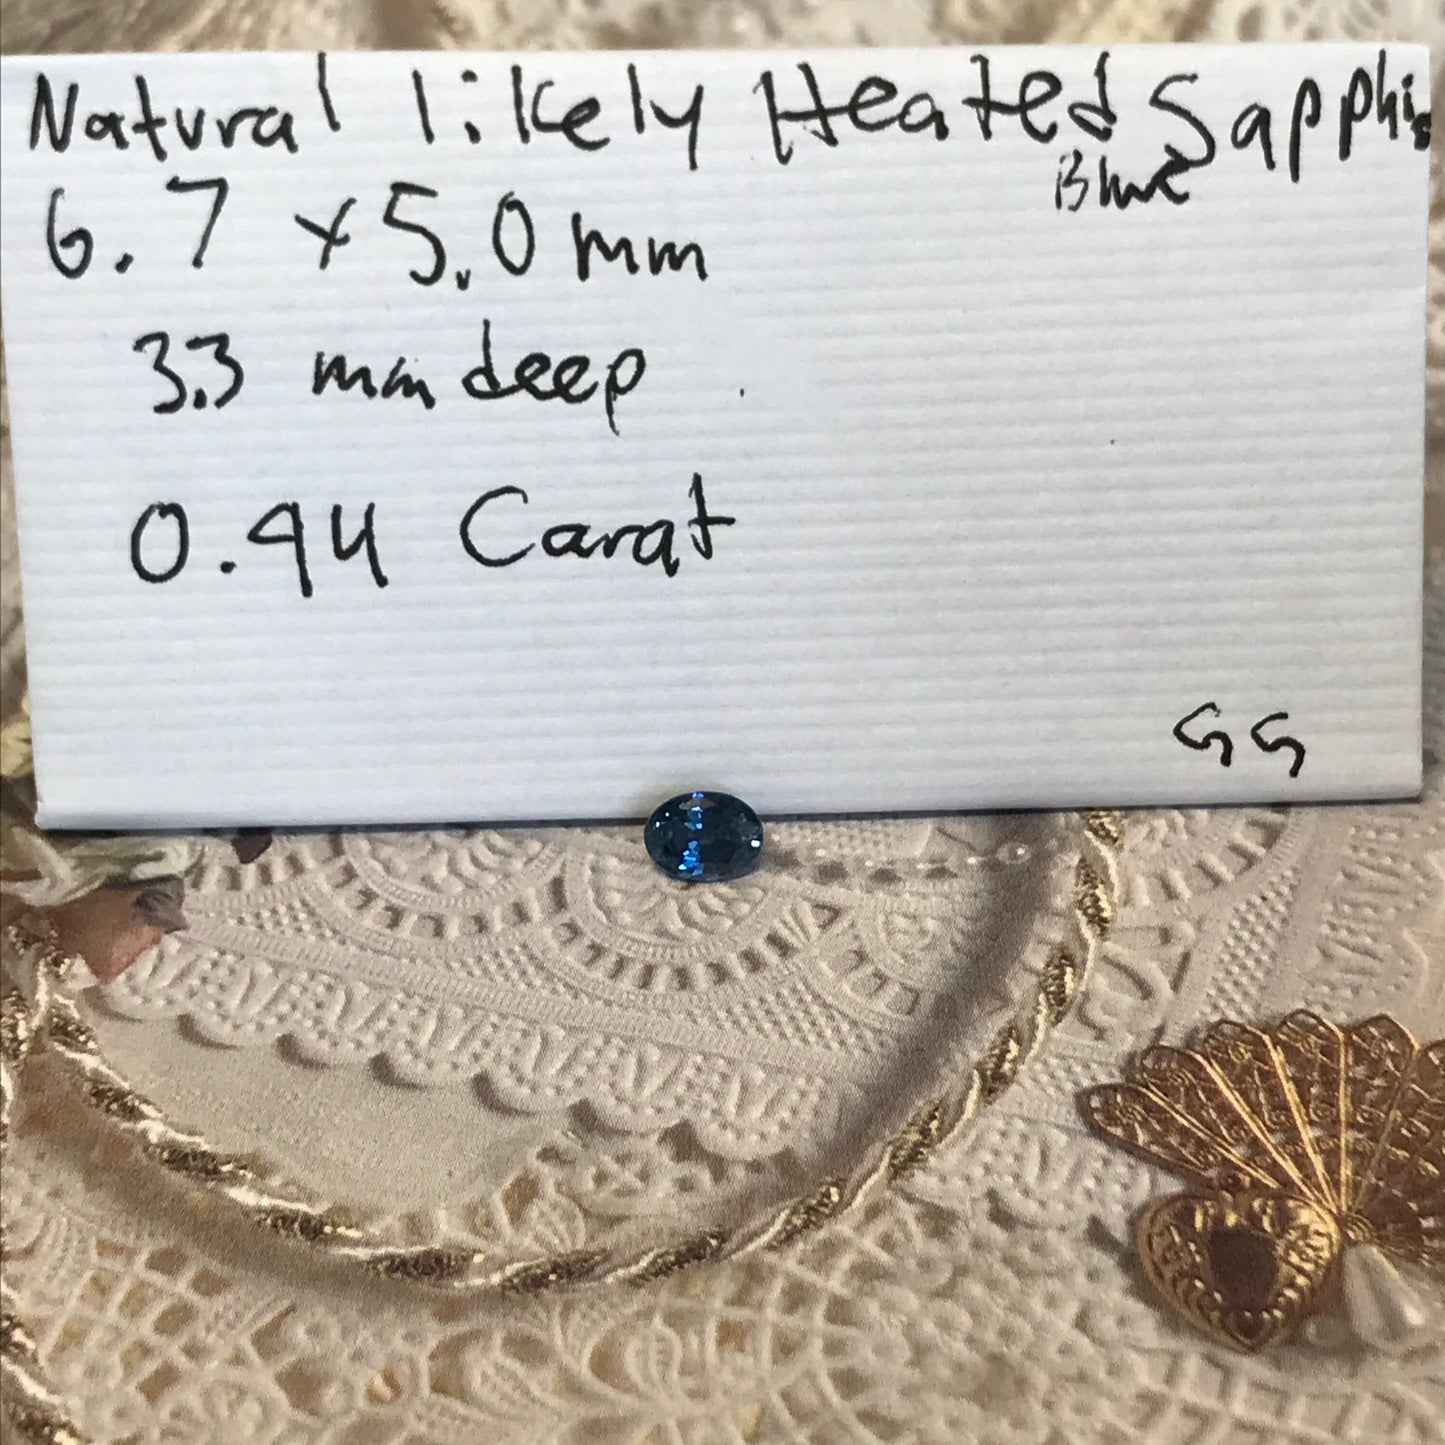 Natural likely Heated Sapphi
Blue
6.7 x 5.0 mm
3.3 mm deep
0.94 Carat
GG